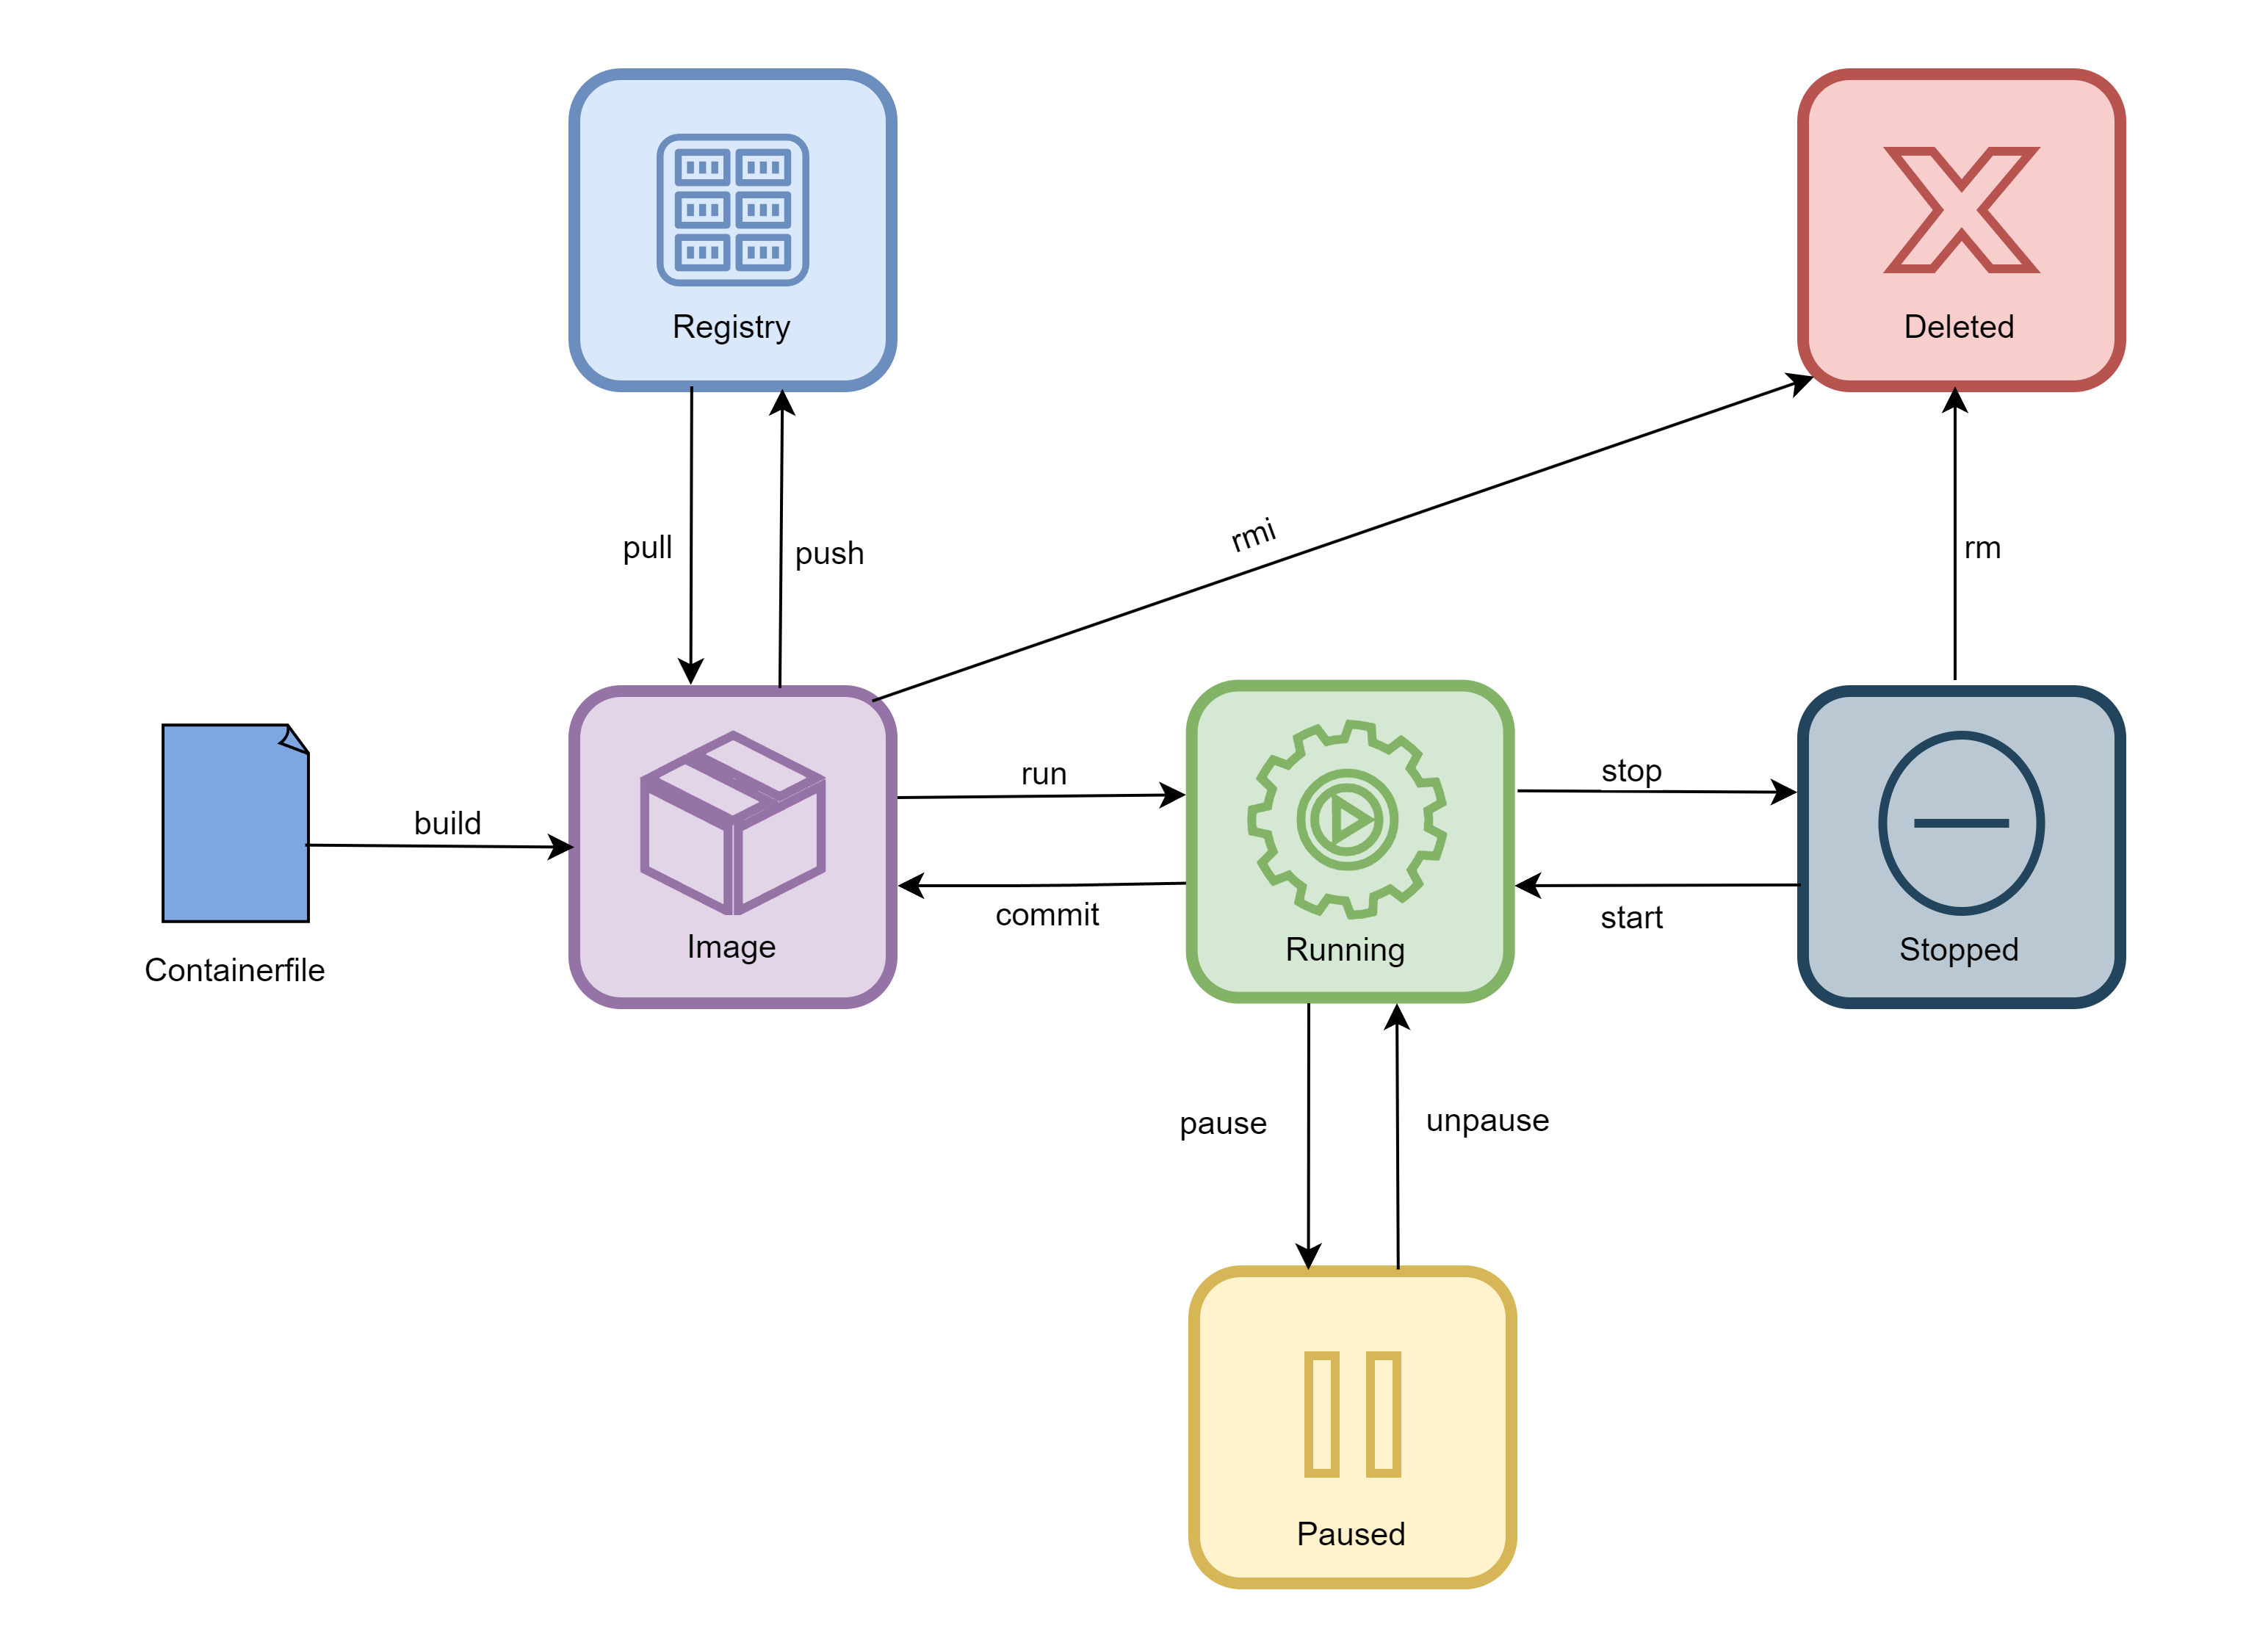 Registry
Deleted
pull
push
rmi
rm
Containerfile
build
Image
run
commit
Running
stop
start
Stopped
pause
unpause
Paused